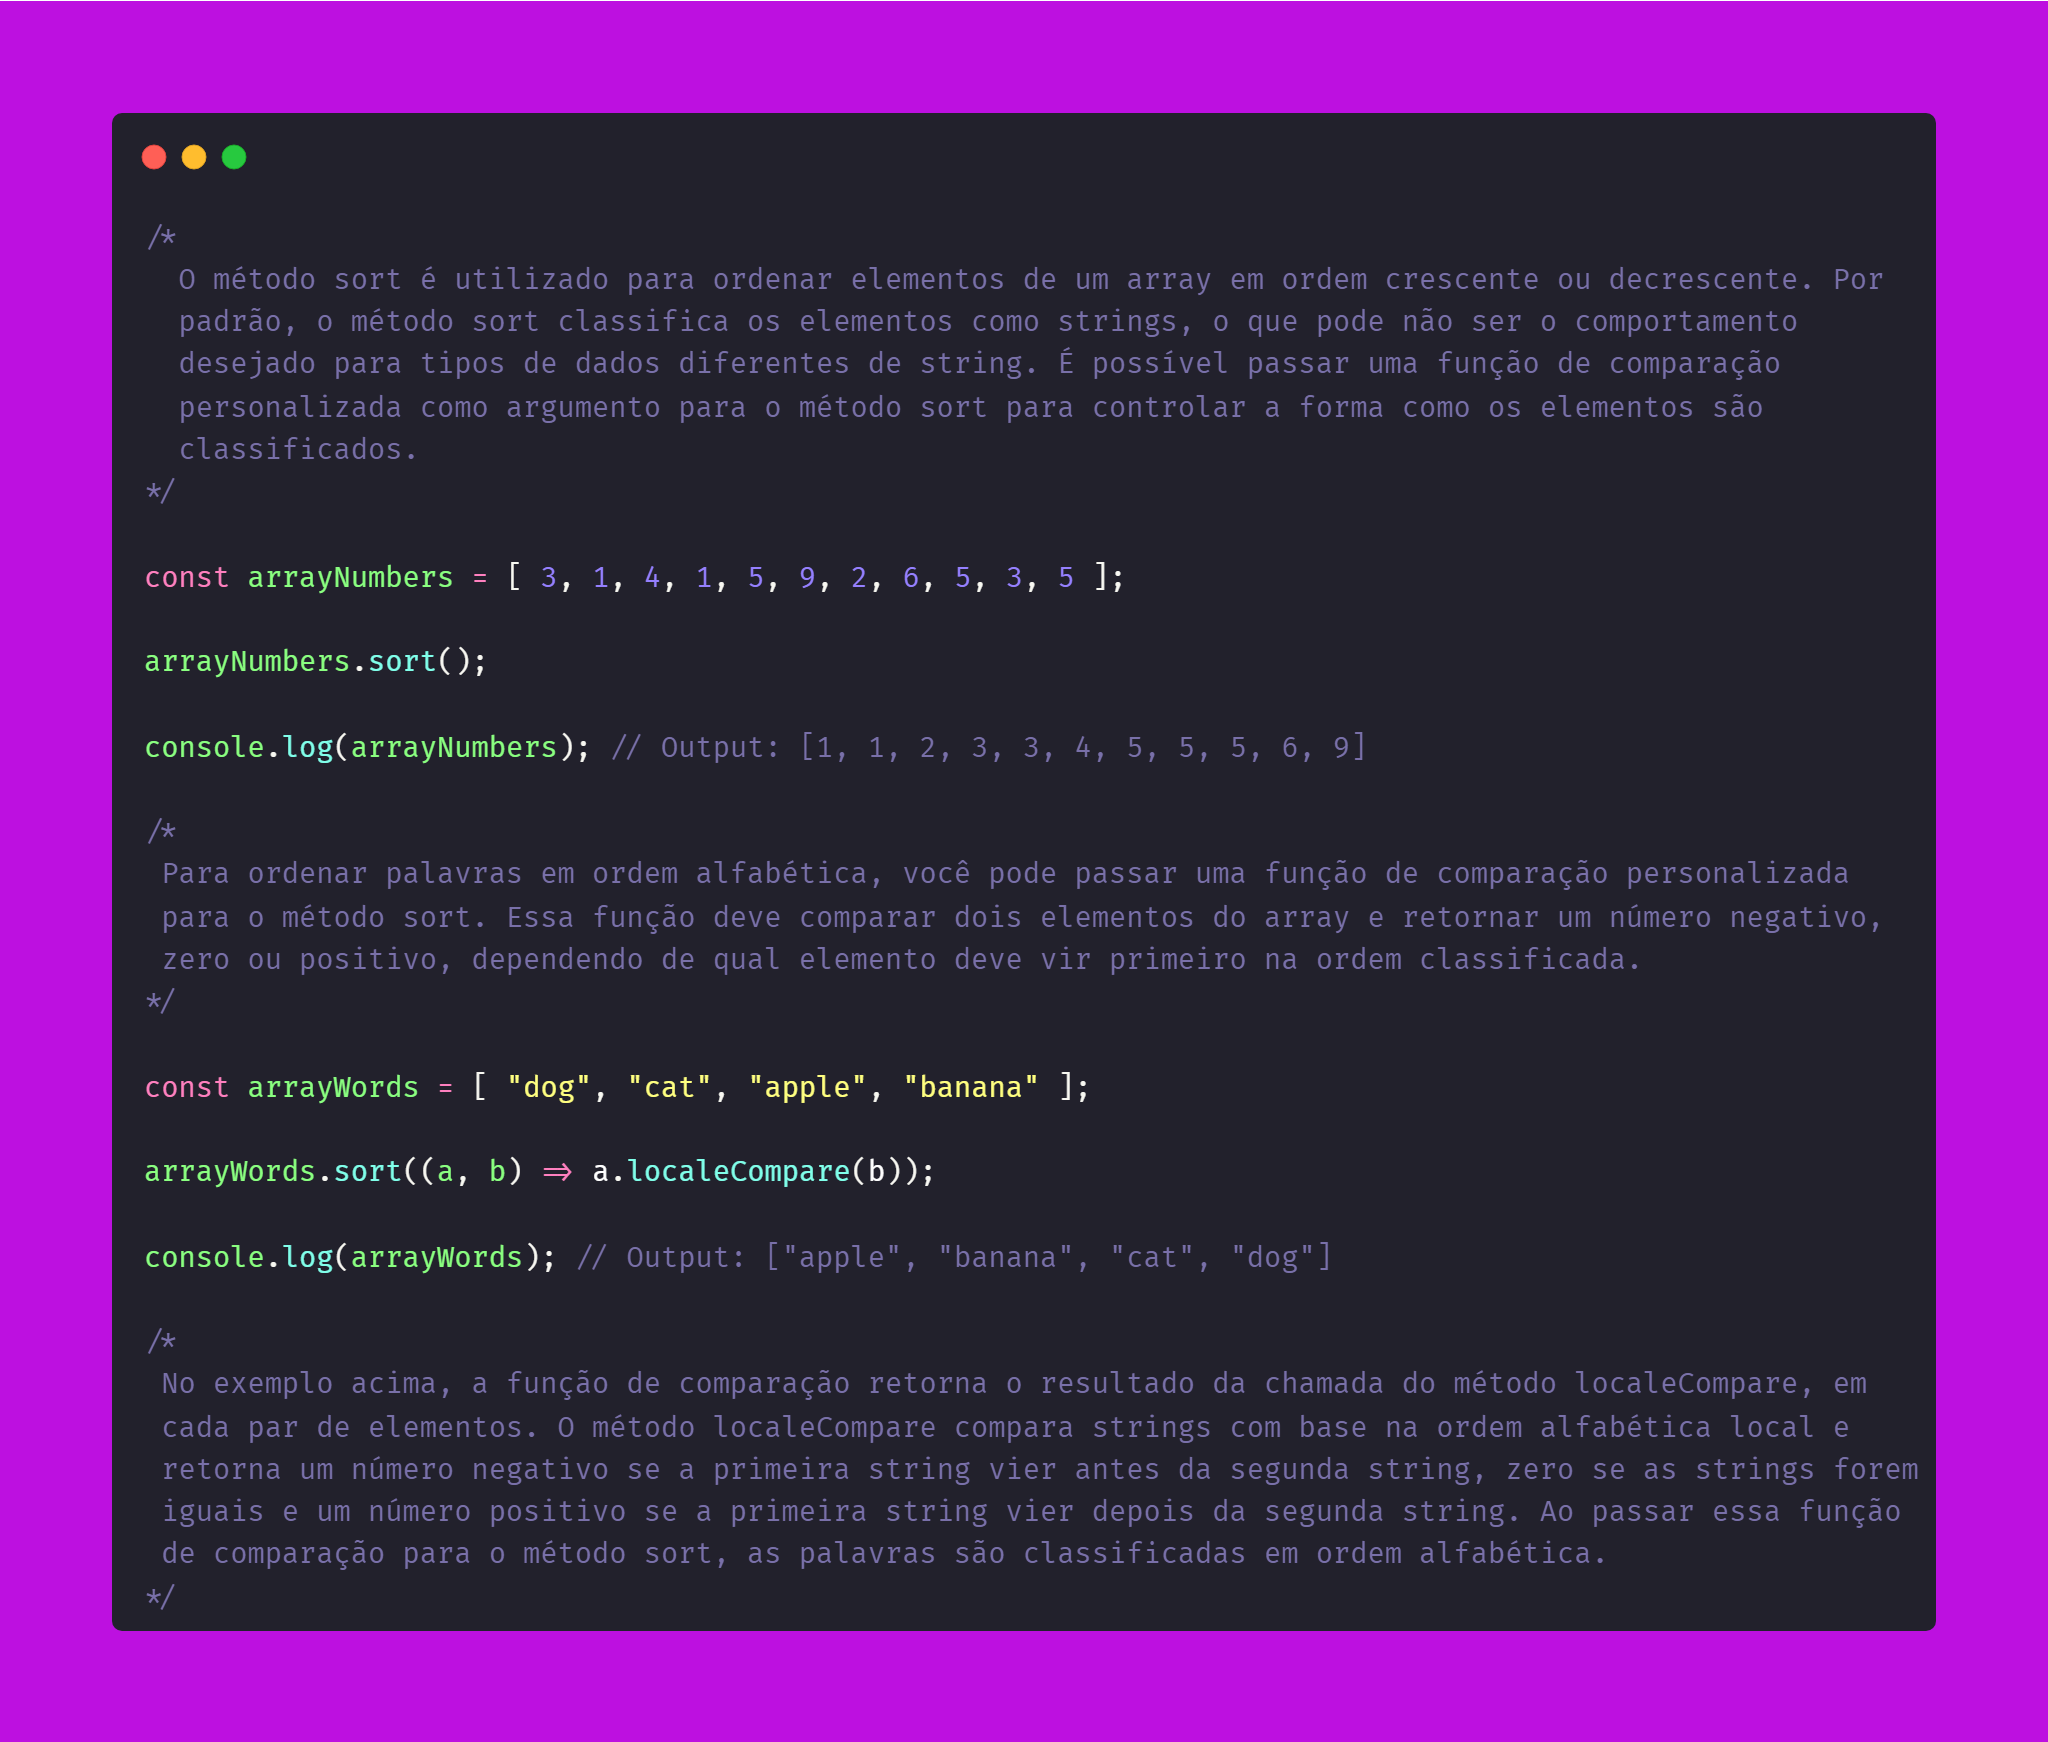 /*
O método sort é utilizado para ordenar elementos de um array em ordem crescente ou decrescente. Por
padrão, o método sort classifica os elementos como strings, o que pode não ser o comportamento
desejado para tipos de dados diferentes de string. É possível passar uma função de comparação
personalizada como argumento para o método sort para controlar a forma como os elementos são
classificados.
*/
const arrayNumbers = [ 3, 1, 4, 1, 5, 9, 2, 6, 5, 3, 5 ];
arrayNumbers.sort();
console.log(arrayNumbers); // Output: [1, 1, 2, 3, 3, 4, 5, 5, 5, 6, 9]
/*
Para ordenar palavras em ordem alfabética, você pode passar uma função de comparação personalizada
para o método sort. Essa função deve comparar dois elementos do array e retornar um número negativo,
zero ou positivo, dependendo de qual elemento deve vir primeiro na ordem classificada.
*/
const arrayWords = [ "dog", "cat", "apple", "banana" ];
arrayWords.sort((a, b) => a.localeCompare(b));
console.log(arrayWords); // Output: ["apple", "banana", "cat", "dog"]
/*
No exemplo acima, a função de comparação retorna o resultado da chamada do método localeCompare, em
cada par de elementos. O método localeCompare compara strings com base na ordem alfabética local e
retorna um número negativo se a primeira string vier antes da segunda string, zero se as strings forem
iguais e um número positivo se a primeira string vier depois da segunda string. Ao passar essa função
de comparação para o método sort, as palavras são classificadas em ordem alfabética.
*/